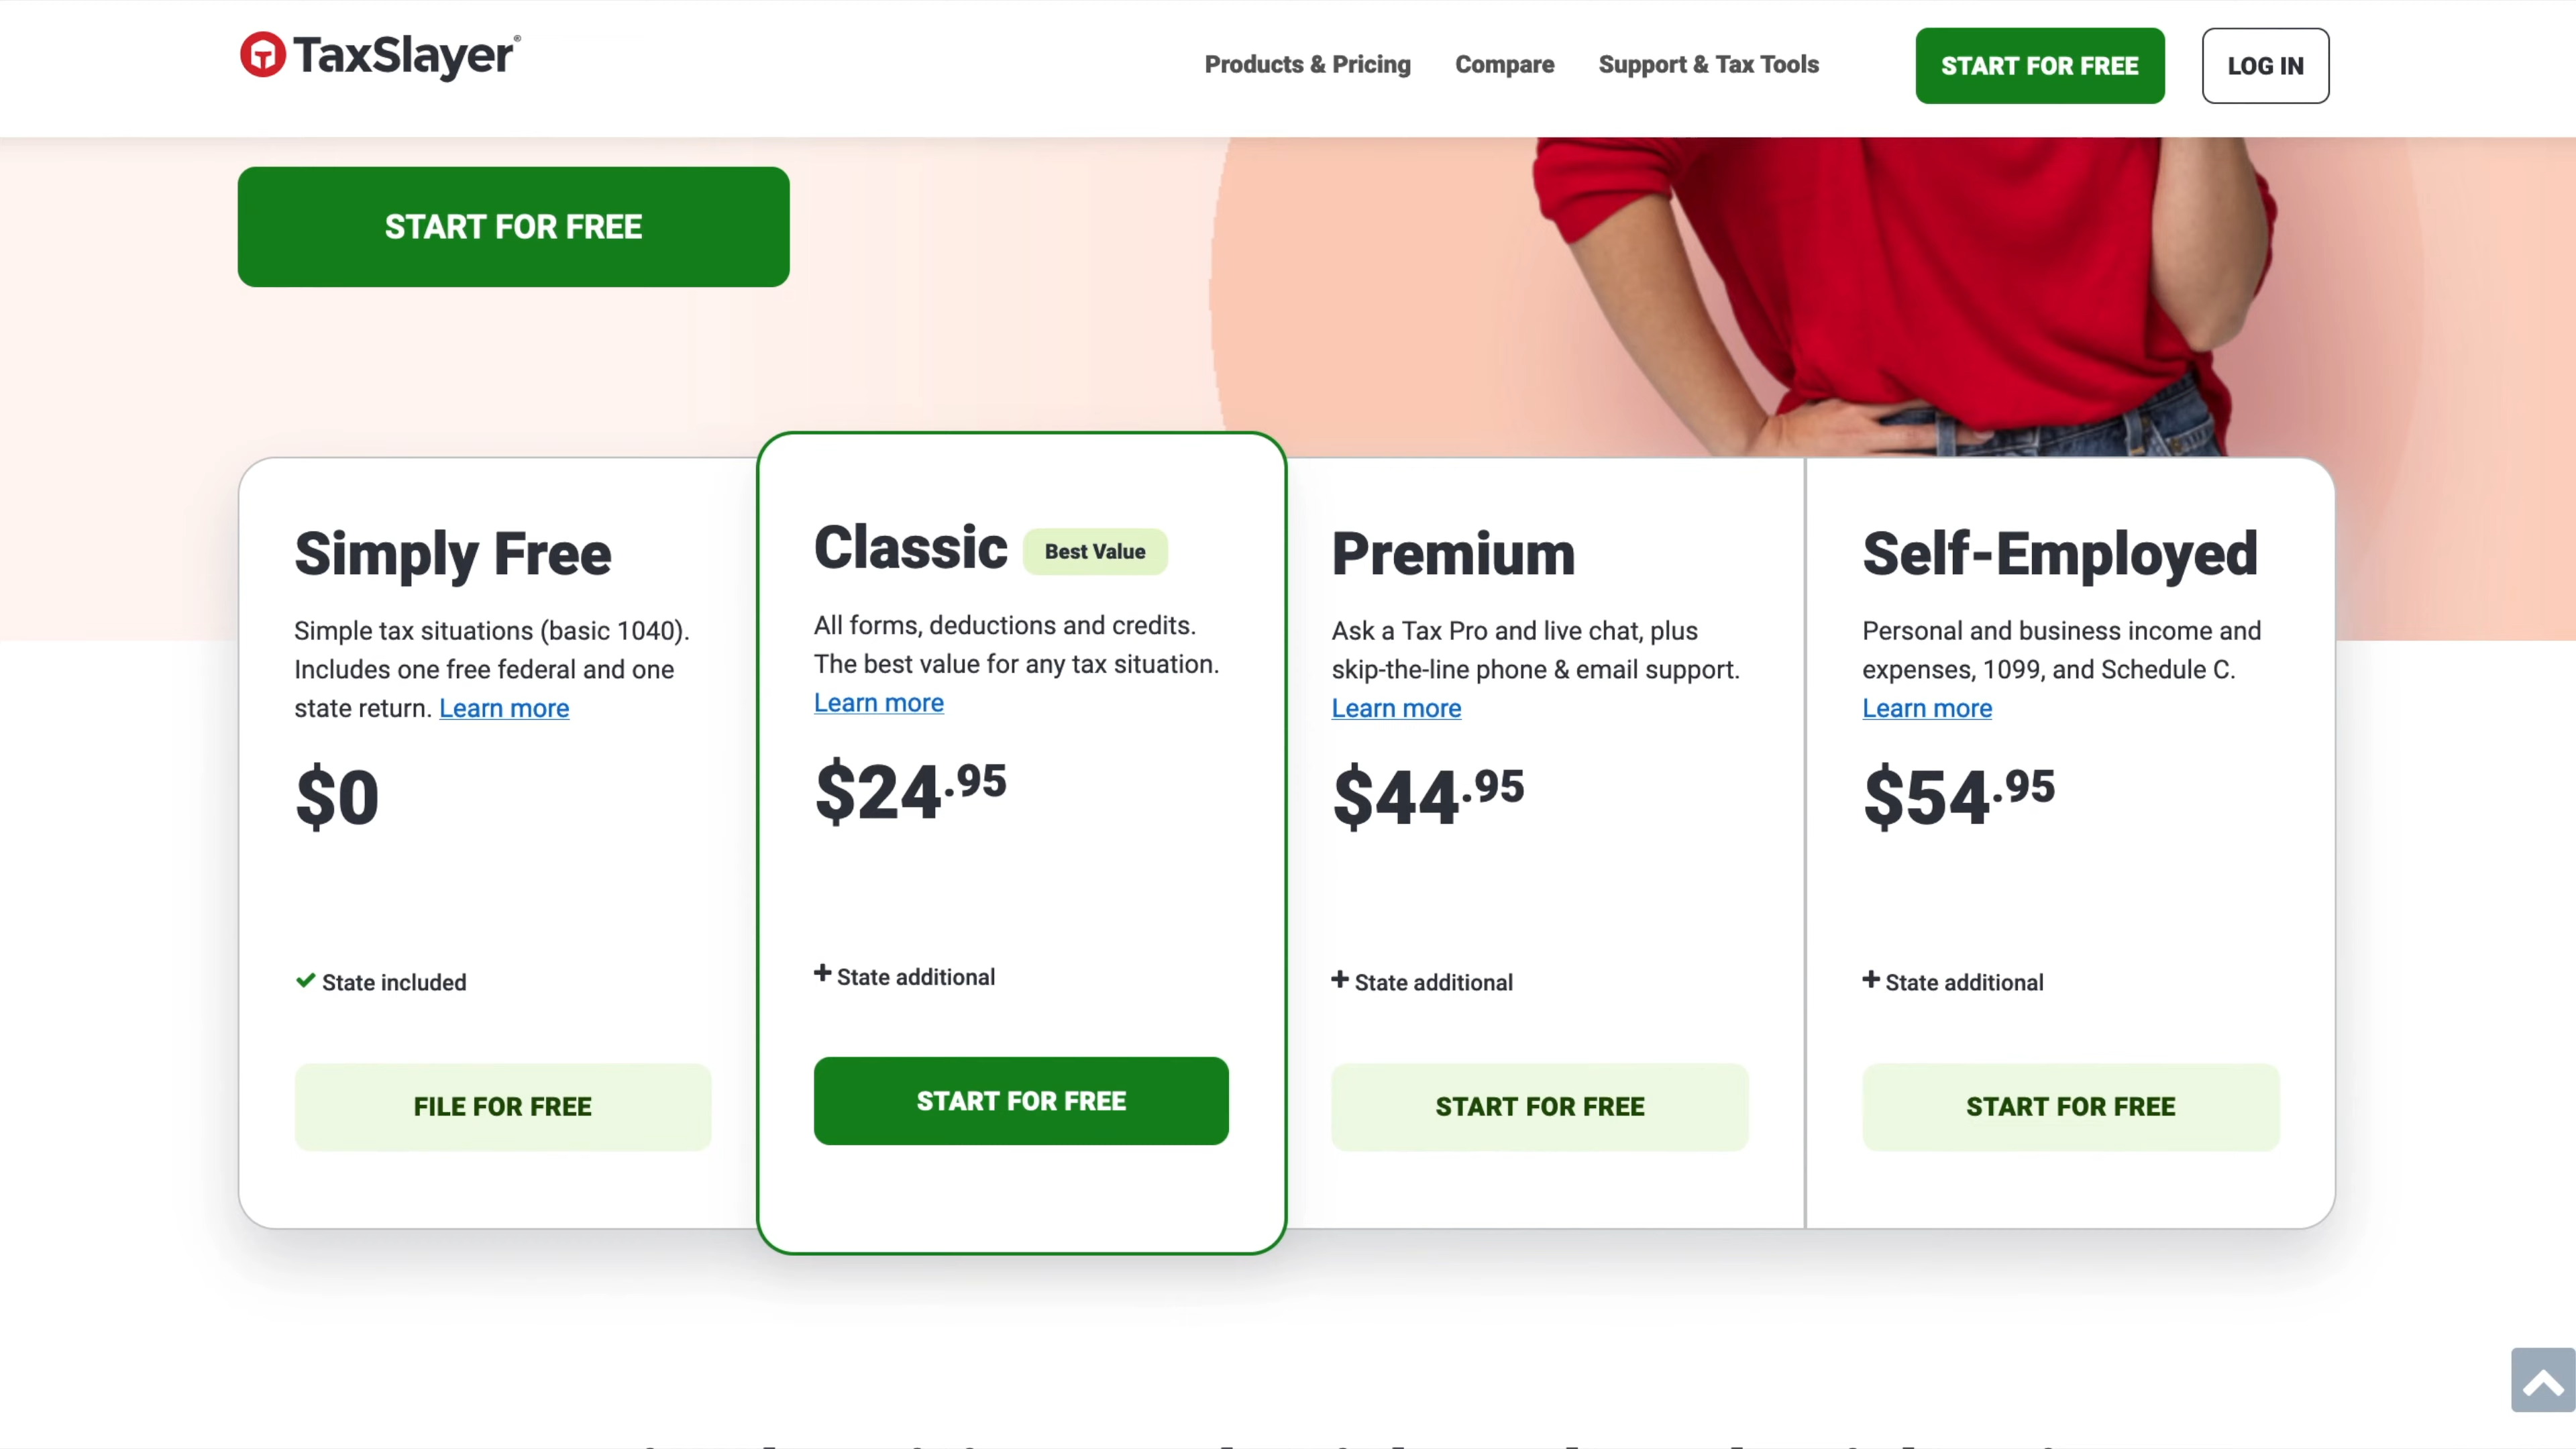 TaxSlayer®
Products & Pricing
Compare
Support & Tax Tools
START FOR FREE
LOG IN
START FOR FREE
Simply Free
Simple tax situations (basic 1040).
Includes one free federal and one
state return. Learn more
$0
State included
FILE FOR FREE
Classic
Best Value
All forms, deductions and credits.
The best value for any tax situation.
Learn more
$24.95
+ State additional
START FOR FREE
Premium
Ask a Tax Pro and live chat, plus
skip-the-line phone & email support.
Learn more
$44.95
+ State additional
START FOR FREE
Self-Employed
Personal and business income and
expenses, 1099, and Schedule C.
Learn more
$54.95
+ State additional
START FOR FREE